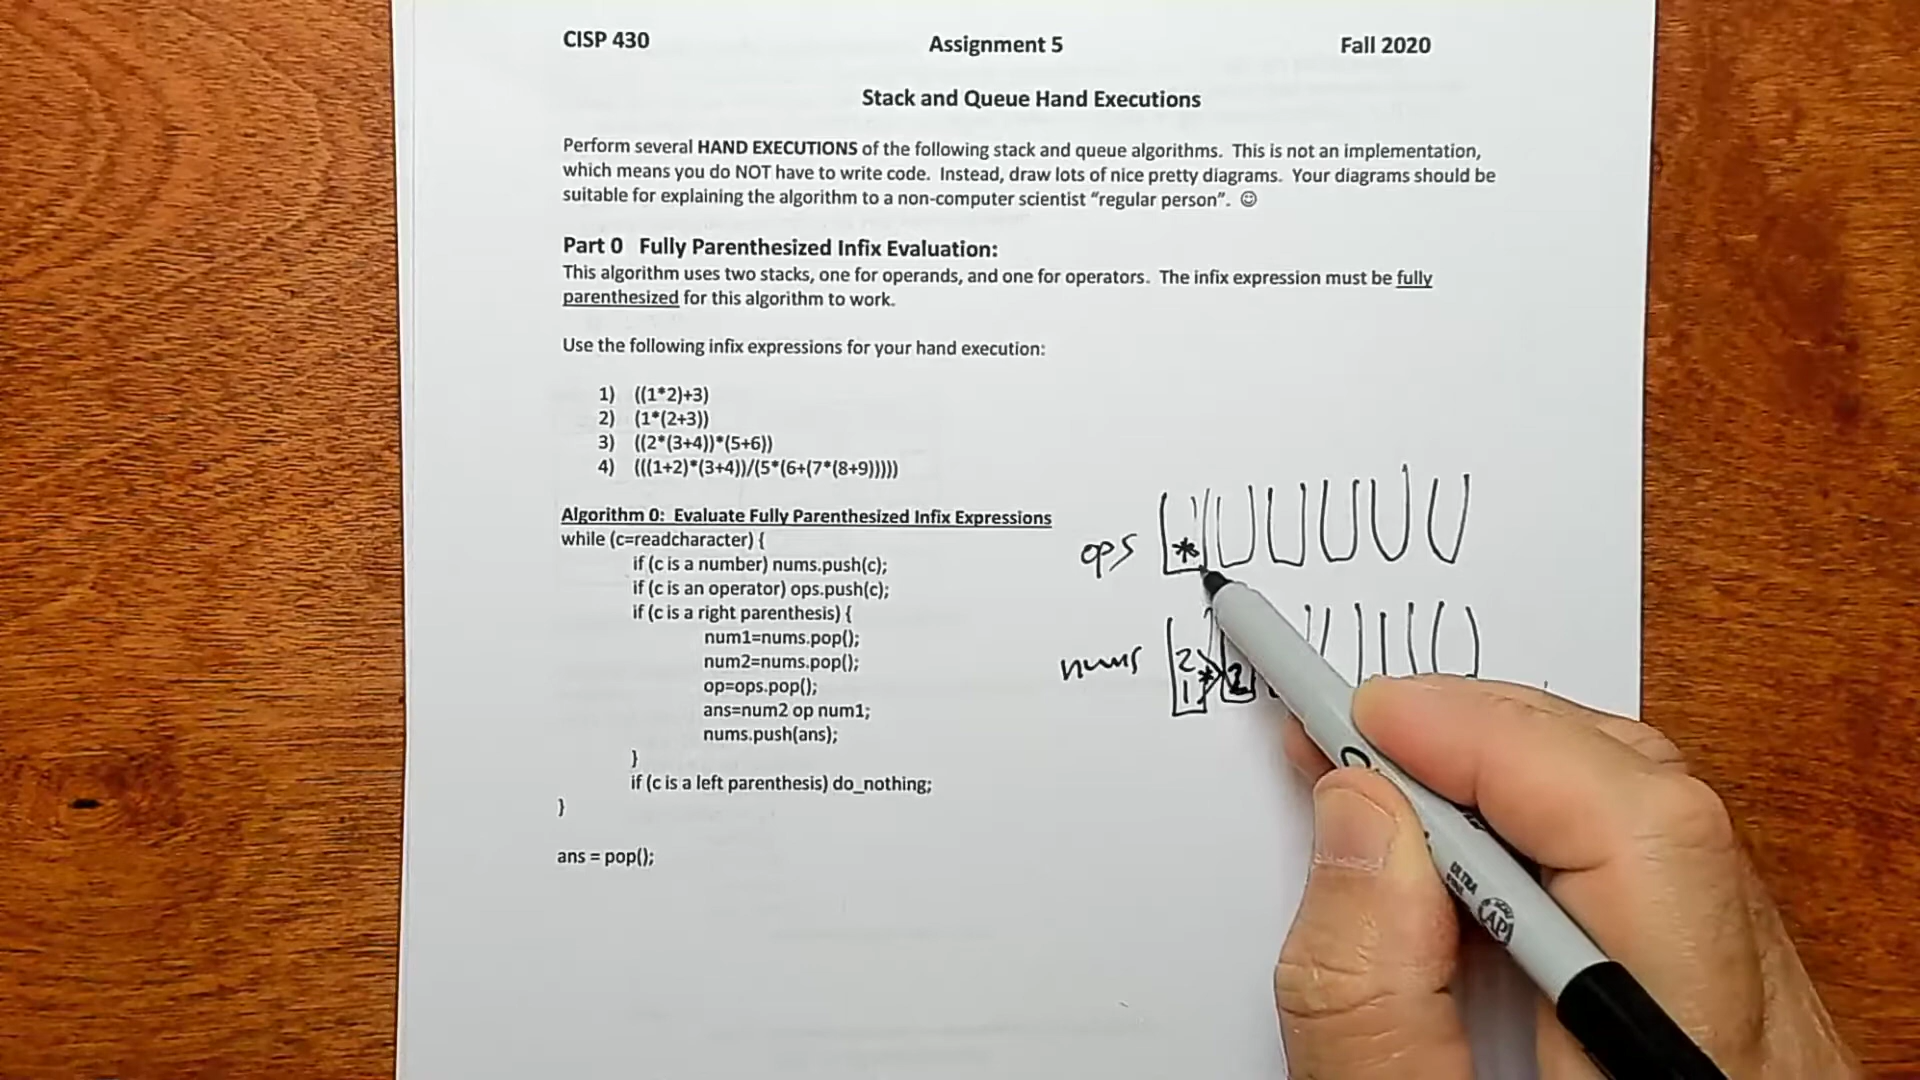 CISP 430 Assignment 5 Fall 2020
Stack and Queue Hand Executions
Perform several HAND EXECUTIONS of the following stack and queue algorithms. This is not an implementation,
which means you do NOT have to write code. Instead, draw lots of nice pretty diagrams. Your diagrams should be
suitable for explaining the algorithm to a non-computer scientist “regular person”. ☺
Part 0 Fully Parenthesized Infix Evaluation:
This algorithm uses two stacks, one for operands, and one for operators. The infix expression must be fully
parenthesized for this algorithm to work.
Use the following infix expressions for your hand execution:
1) ((1*2)+3)
2) (1*(2+3))
3) ((2*(3+4))*(5+6))
4) (((1+2)*(3+4))/(5*(6+(7*(8+9)))))
Algorithm 0: Evaluate Fully Parenthesized Infix Expressions
while (c=readcharacter) {
if (c is a number) nums.push(c);
if (c is an operator) ops.push(c);
if (c is a right parenthesis) {
num1=nums.pop();
num2=nums.pop();
op=ops.pop();
ans=num2 op num1;
nums.push(ans);
}
if (c is a left parenthesis) do_nothing;
}
ans = pop();
ops *
nums 2 * 2
1
ULTRA
AP